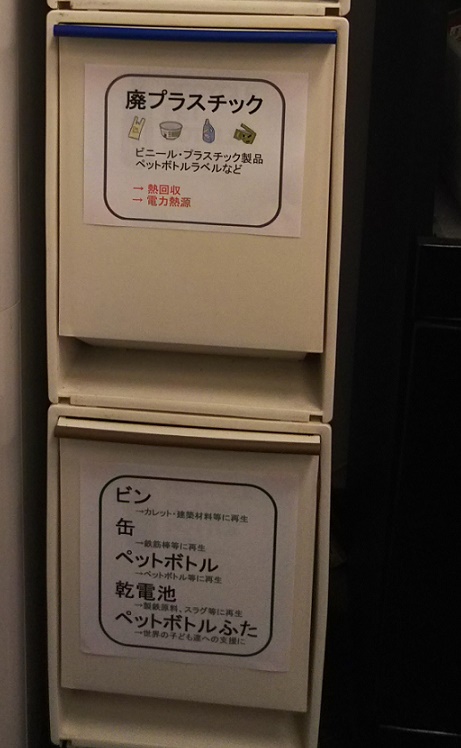 廃プラスチック
ビニール・プラスチック製品
ペットボトルラベルなど
→ 熱回収
→ 電力熱源
ビン
→カレット・建築材料等に再生
缶
→鉄筋棒等に再生
ペットボトル
→ペットボトル等に再生
乾電池
→製鉄原料、スラグ等に再生
ペットボトルふた
→世界の子ども達への支援に